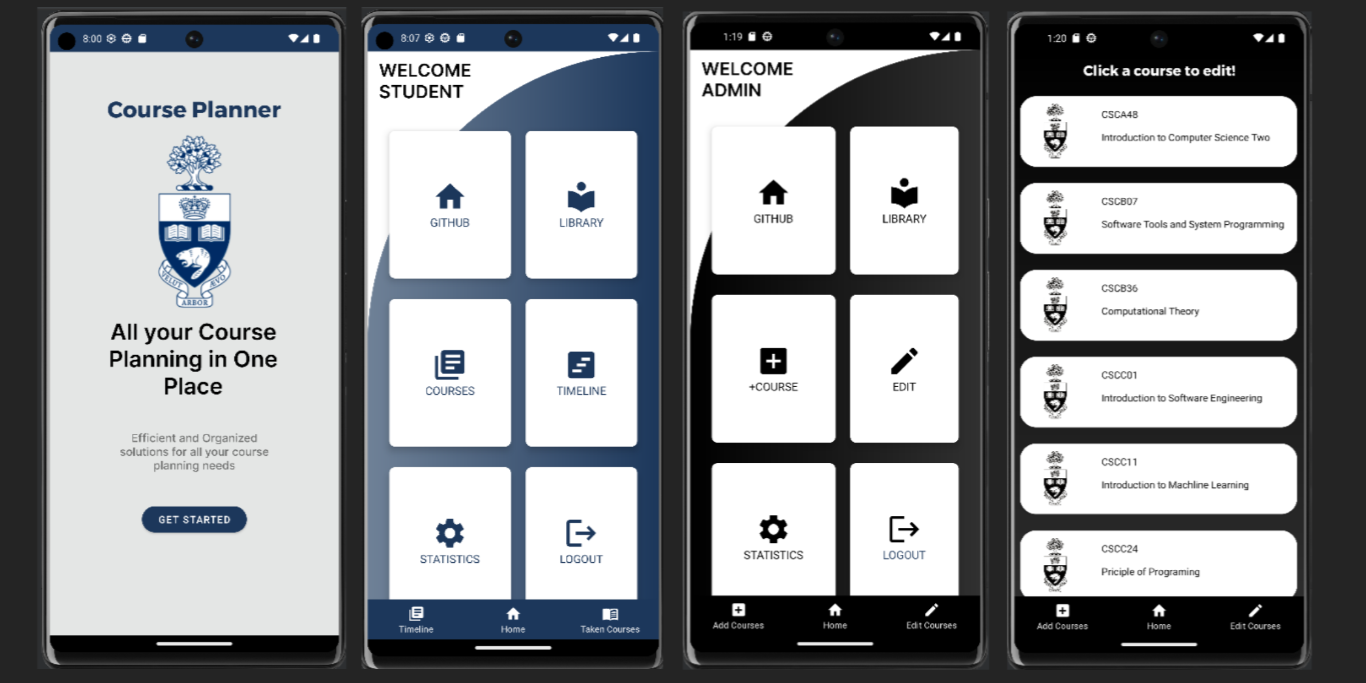 8:00
Course Planner
VELUT
ARBOR
ÆVO
All your Course
Planning in One
Place
Efficient and Organized
solutions for all your course
planning needs
GET STARTED
8:07
WELCOME
STUDENT
GITHUB
LIBRARY
COURSES
TIMELINE
STATISTICS
LOGOUT
Timeline
Home
Taken Courses
1:19
WELCOME
ADMIN
GITHUB
LIBRARY
+COURSE
EDIT
STATISTICS
LOGOUT
Add Courses
Home
Edit Courses
1:20
Click a course to edit!
CSCA48
Introduction to Computer Science Two
CSCB07
Software Tools and System Programming
CSCB36
Computational Theory
CSCC01
Introduction to Software Engineering
CSCC11
Introduction to Machline Learning
CSCC24
Priciple of Programing
Add Courses
Home
Edit Courses